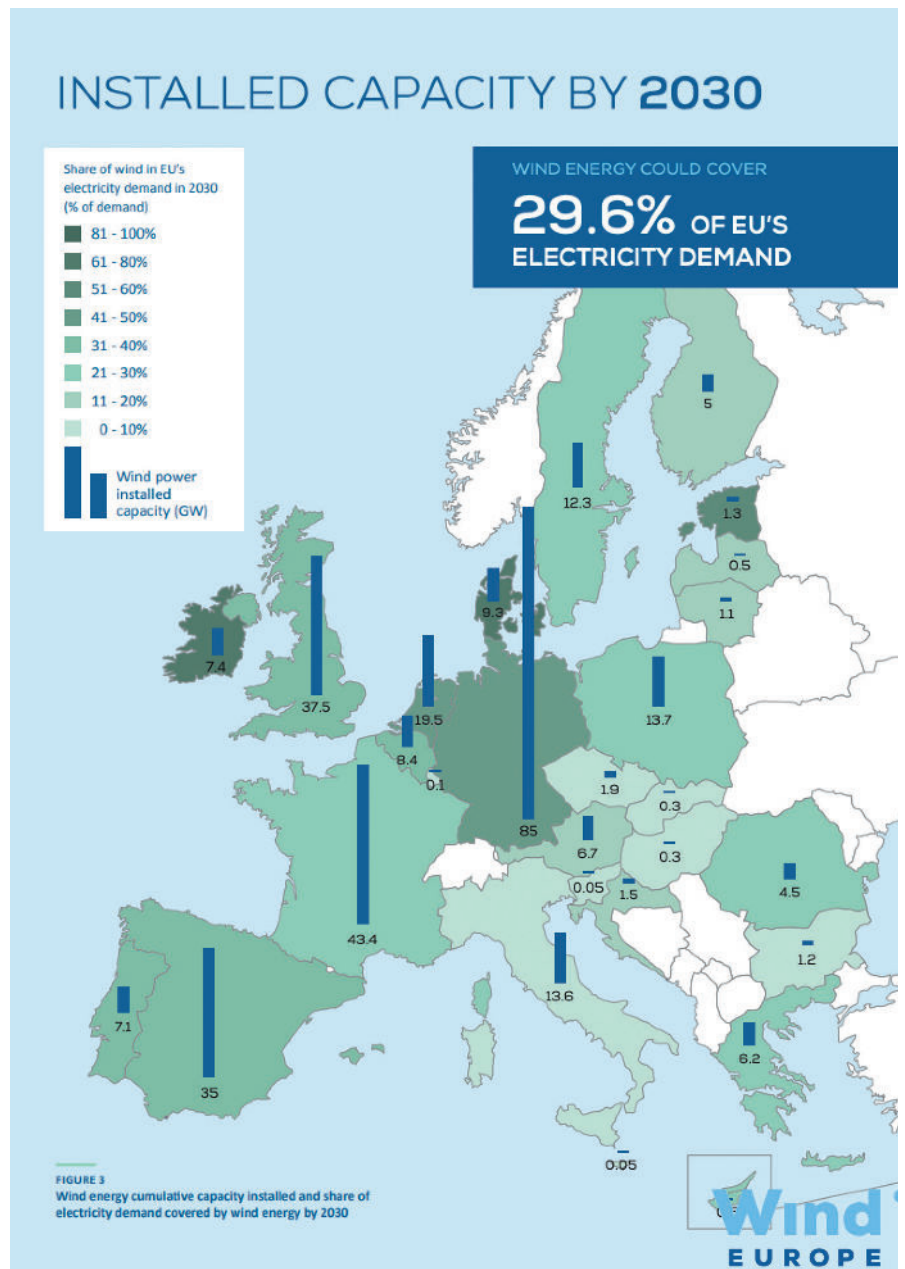 INSTALLED CAPACITY BY 2030
Share of wind in EU's
electricity demand in 2030
(% of demand)
81 - 100%
61 - 80%
51 - 60%
41 - 50%
31 - 40%
21 - 30%
11 - 20%
0 - 10%
Wind power
installed
capacity (GW)
WIND ENERGY COULD COVER
29.6% OF EU'S
ELECTRICITY DEMAND
5
12.3
1.3
0.5
1.1
9.3
7.4
37.5
19.5
13.7
8.4
0.1
1.9
0.3
85
6.7
0.3
0.05
1.5
4.5
43.4
1.2
13.6
7.1
6.2
35
0.05
FIGURE 3
Wind energy cumulative capacity installed and share of
electricity demand covered by wind energy by 2030
Wind
EUROPE